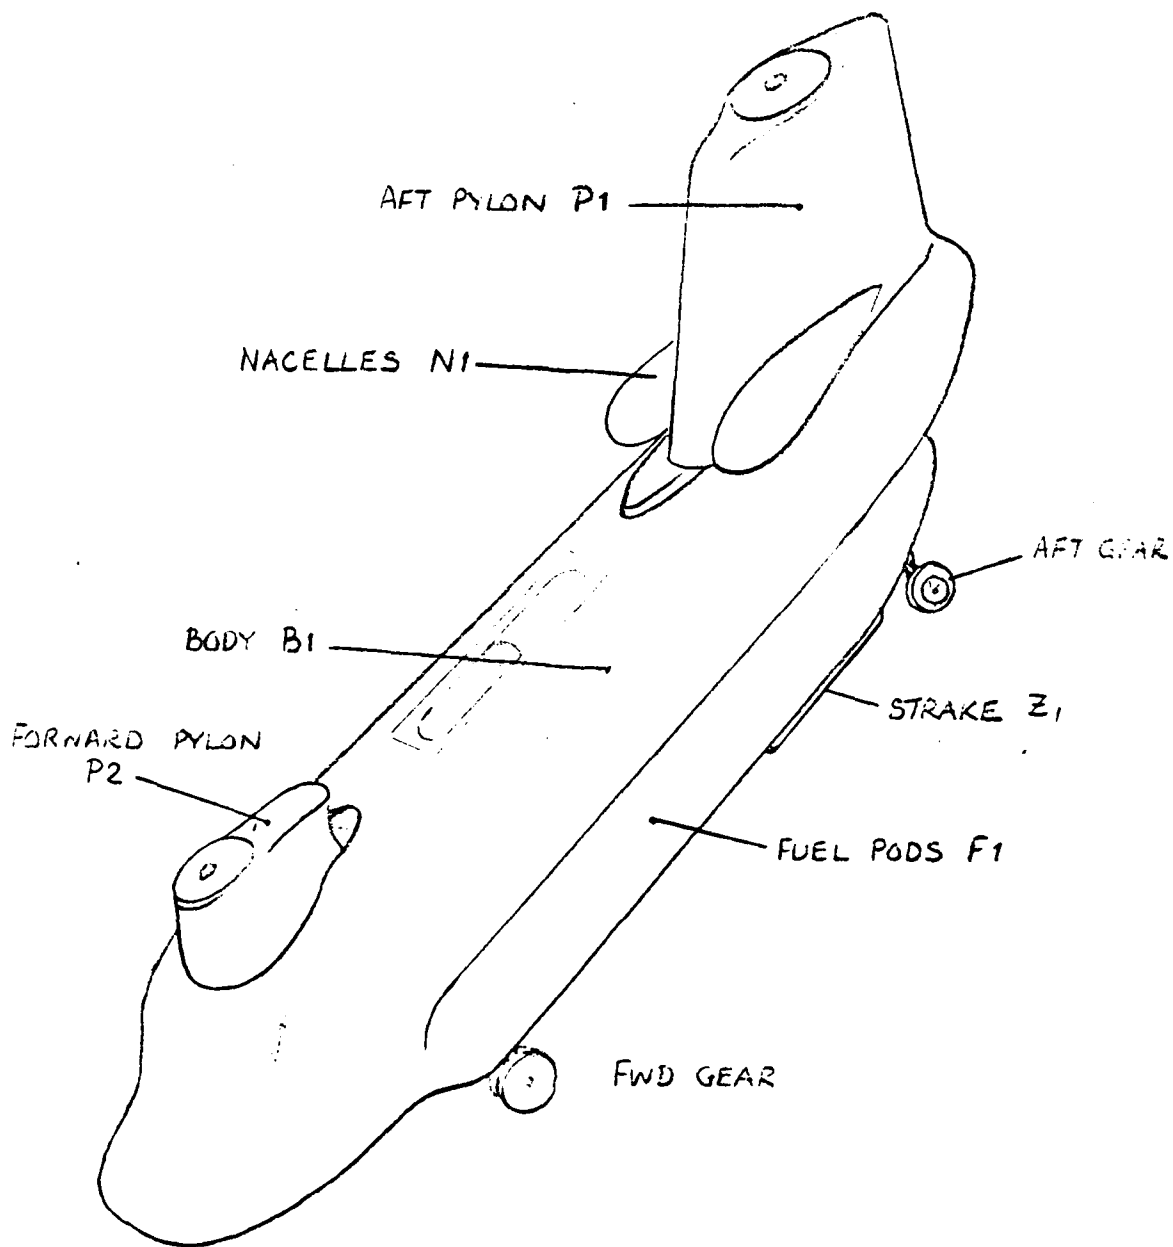 AFT PYLON P1
NACELLES N1
AFT GEAR
BODY B1
STRAKE Z1
FORWARD PYLON
P2
FUEL PODS F1
FWD GEAR